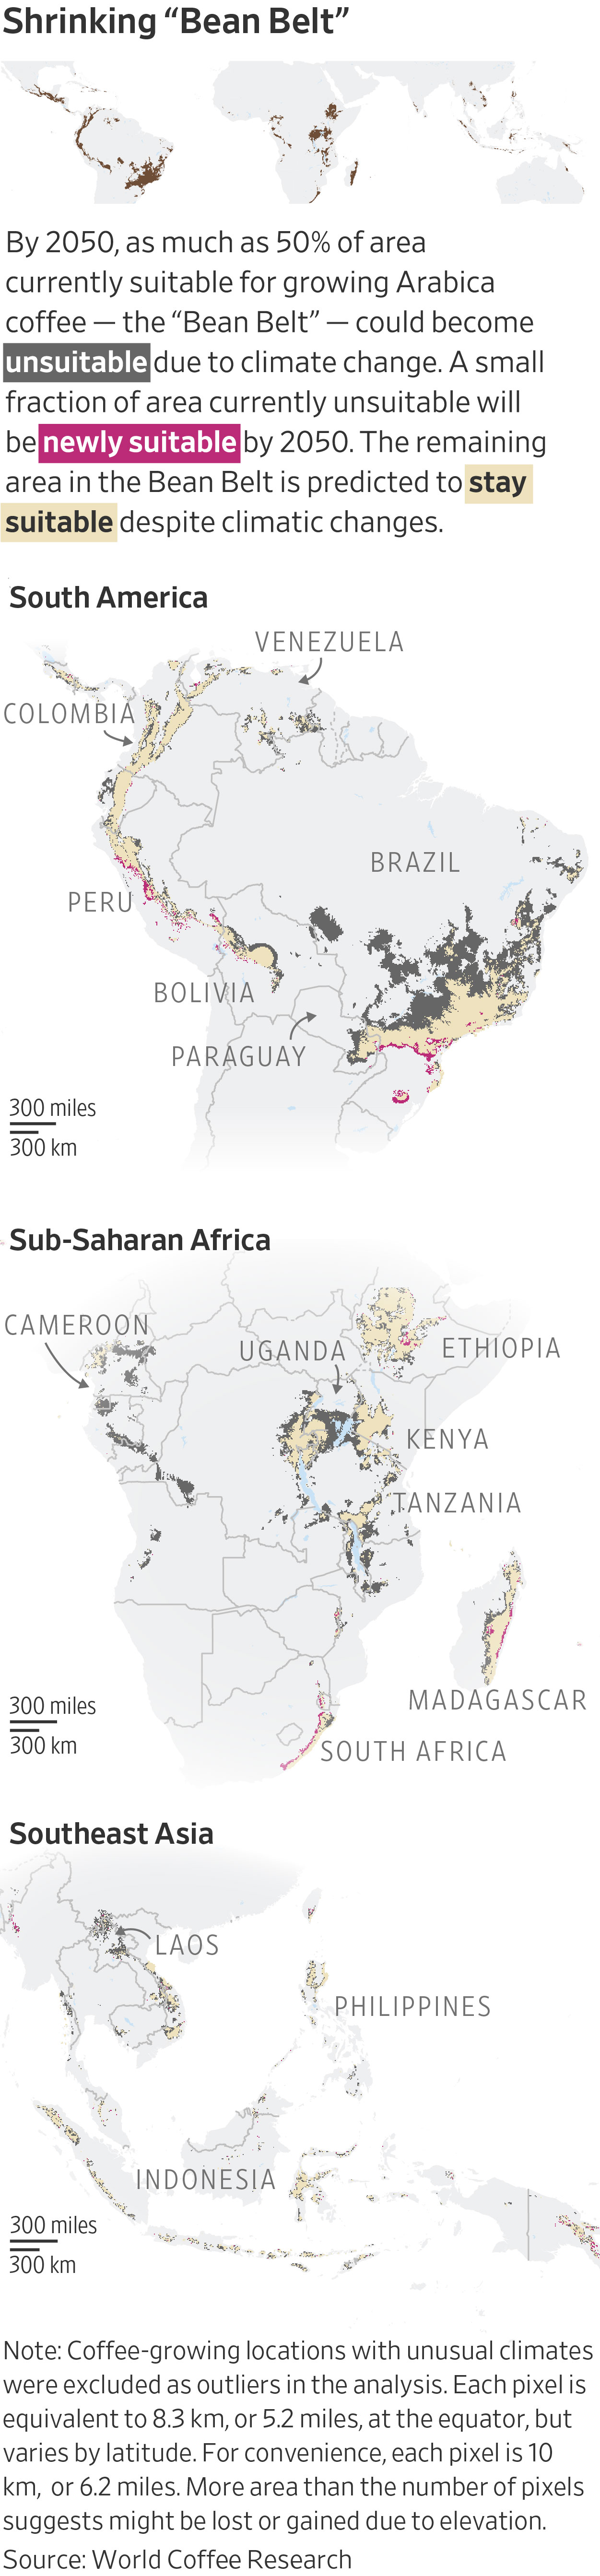 Shrinking “Bean Belt”
By 2050, as much as 50% of area
currently suitable for growing Arabica
coffee — the “Bean Belt” — could become
unsuitable due to climate change. A small
fraction of area currently unsuitable will
be newly suitable by 2050. The remaining
area in the Bean Belt is predicted to stay
suitable despite climatic changes.
South America
VENEZUELA
COLOMBIA
BRAZIL
PERU
BOLIVIA
PARAGUAY
300 miles
300 km
Sub-Saharan Africa
CAMEROON
UGANDA
ETHIOPIA
KENYA
TANZANIA
MADAGASCAR
300 miles
300 km
SOUTH AFRICA
Southeast Asia
LAOS
PHILIPPINES
INDONESIA
300 miles
300 km
Note: Coffee-growing locations with unusual climates
were excluded as outliers in the analysis. Each pixel is
equivalent to 8.3 km, or 5.2 miles, at the equator, but
varies by latitude. For convenience, each pixel is 10
km, or 6.2 miles. More area than the number of pixels
suggests might be lost or gained due to elevation.
Source: World Coffee Research